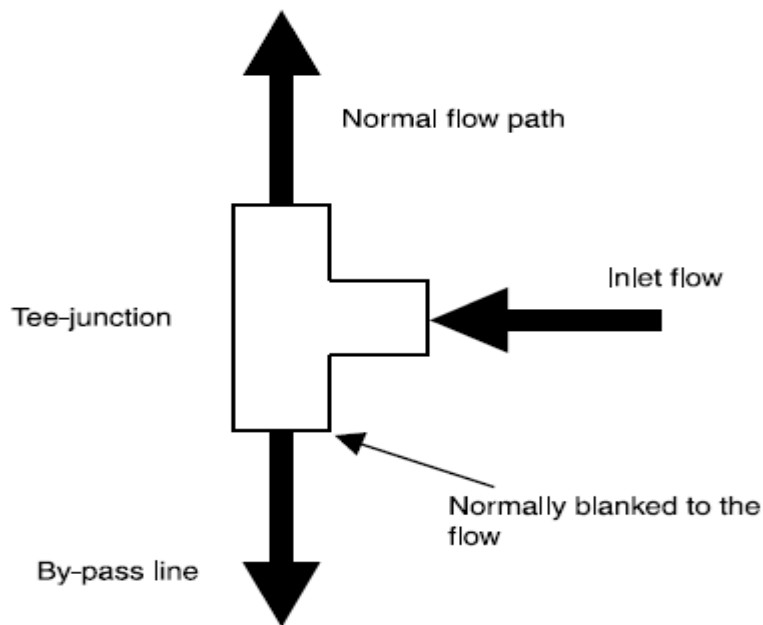 Normal flow path
Inlet flow
Tee-junction
Normally blanked to the
flow
By-pass line